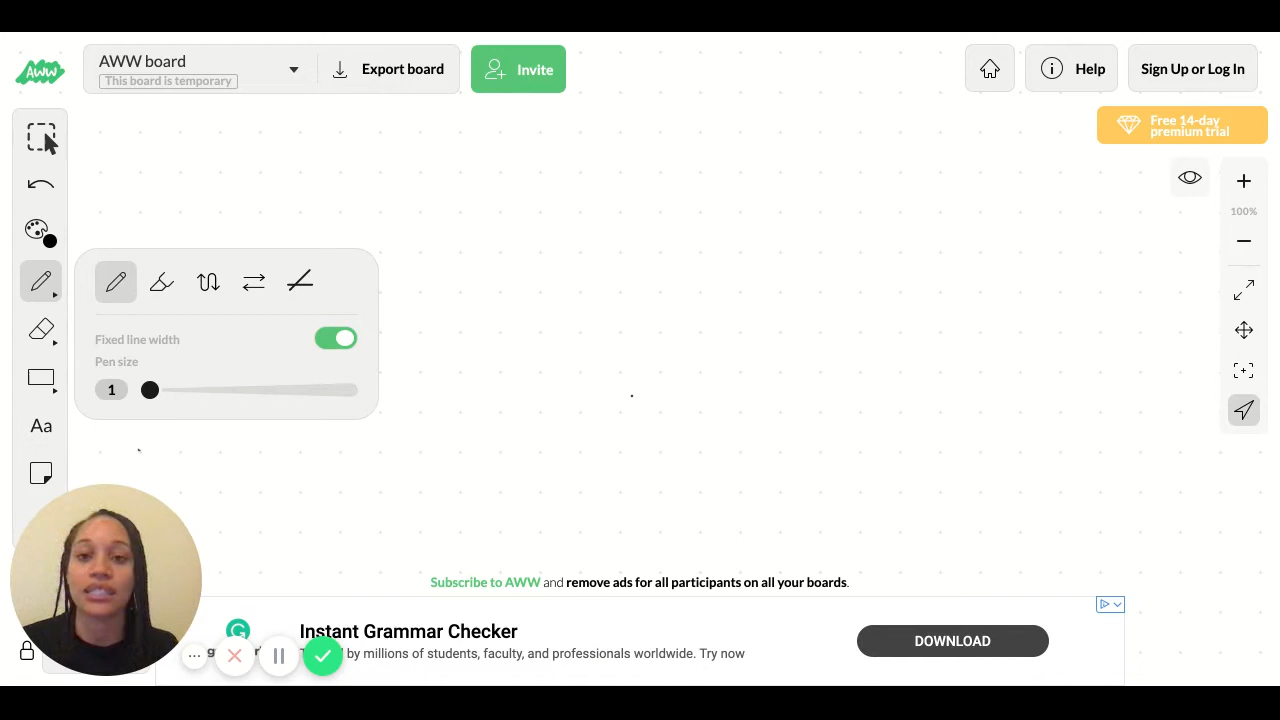 AWW
AWW board
This board is temporary
Export board
Invite
Help
Sign Up or Log In
Free 14-day
premium trial
100%
Fixed line width
Pen size
1
Aa
Subscribe to AWW and remove ads for all participants on all your boards.
Instant Grammar Checker
by millions of students, faculty, and professionals worldwide. Try now
DOWNLOAD